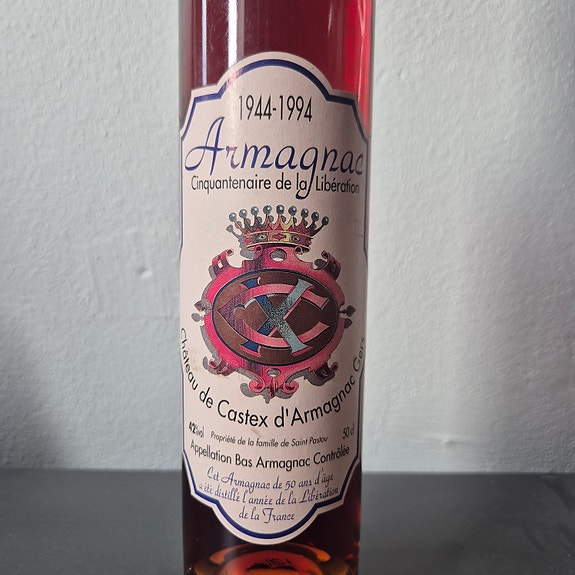 1944-1994
Armagnac
Cinquantenaire de la Libération
Château de Castex d'Armagnac Gers
42%vol Propriété de la famille de Saint Pastou 50 cl
Appellation Bas Armagnac Contrôlée
Cet Armagnac de 50 ans d'âge
a été distillé l'année de la Libération
de la France